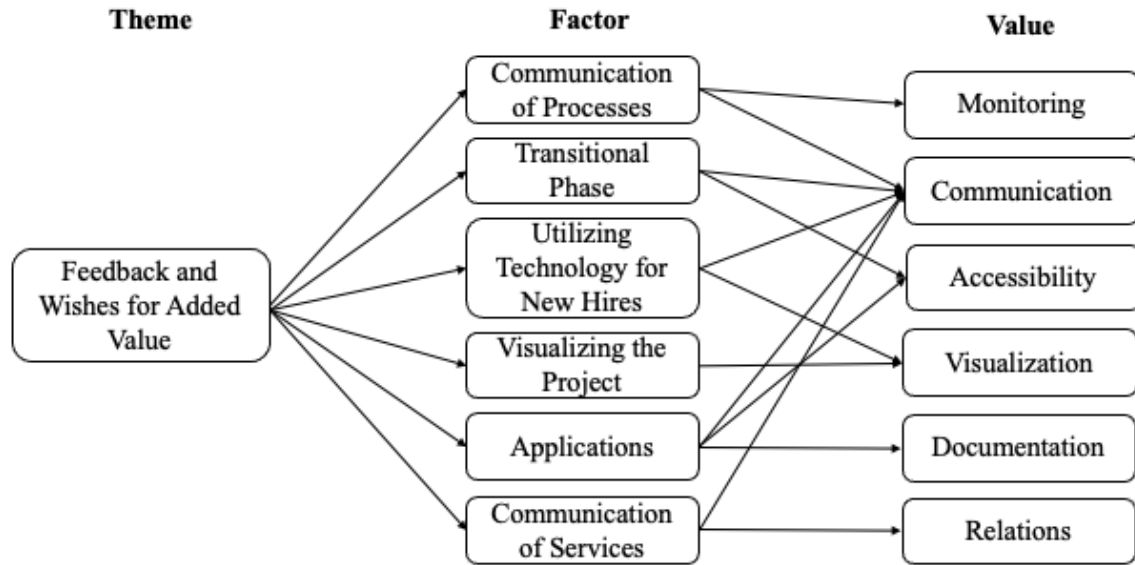 Theme
Factor
Value
Feedback and
Wishes for Added
Value
Communication
of Processes
Transitional
Phase
Utilizing
Technology for
New Hires
Visualizing the
Project
Applications
Communication
of Services
Monitoring
Communication
Accessibility
Visualization
Documentation
Relations